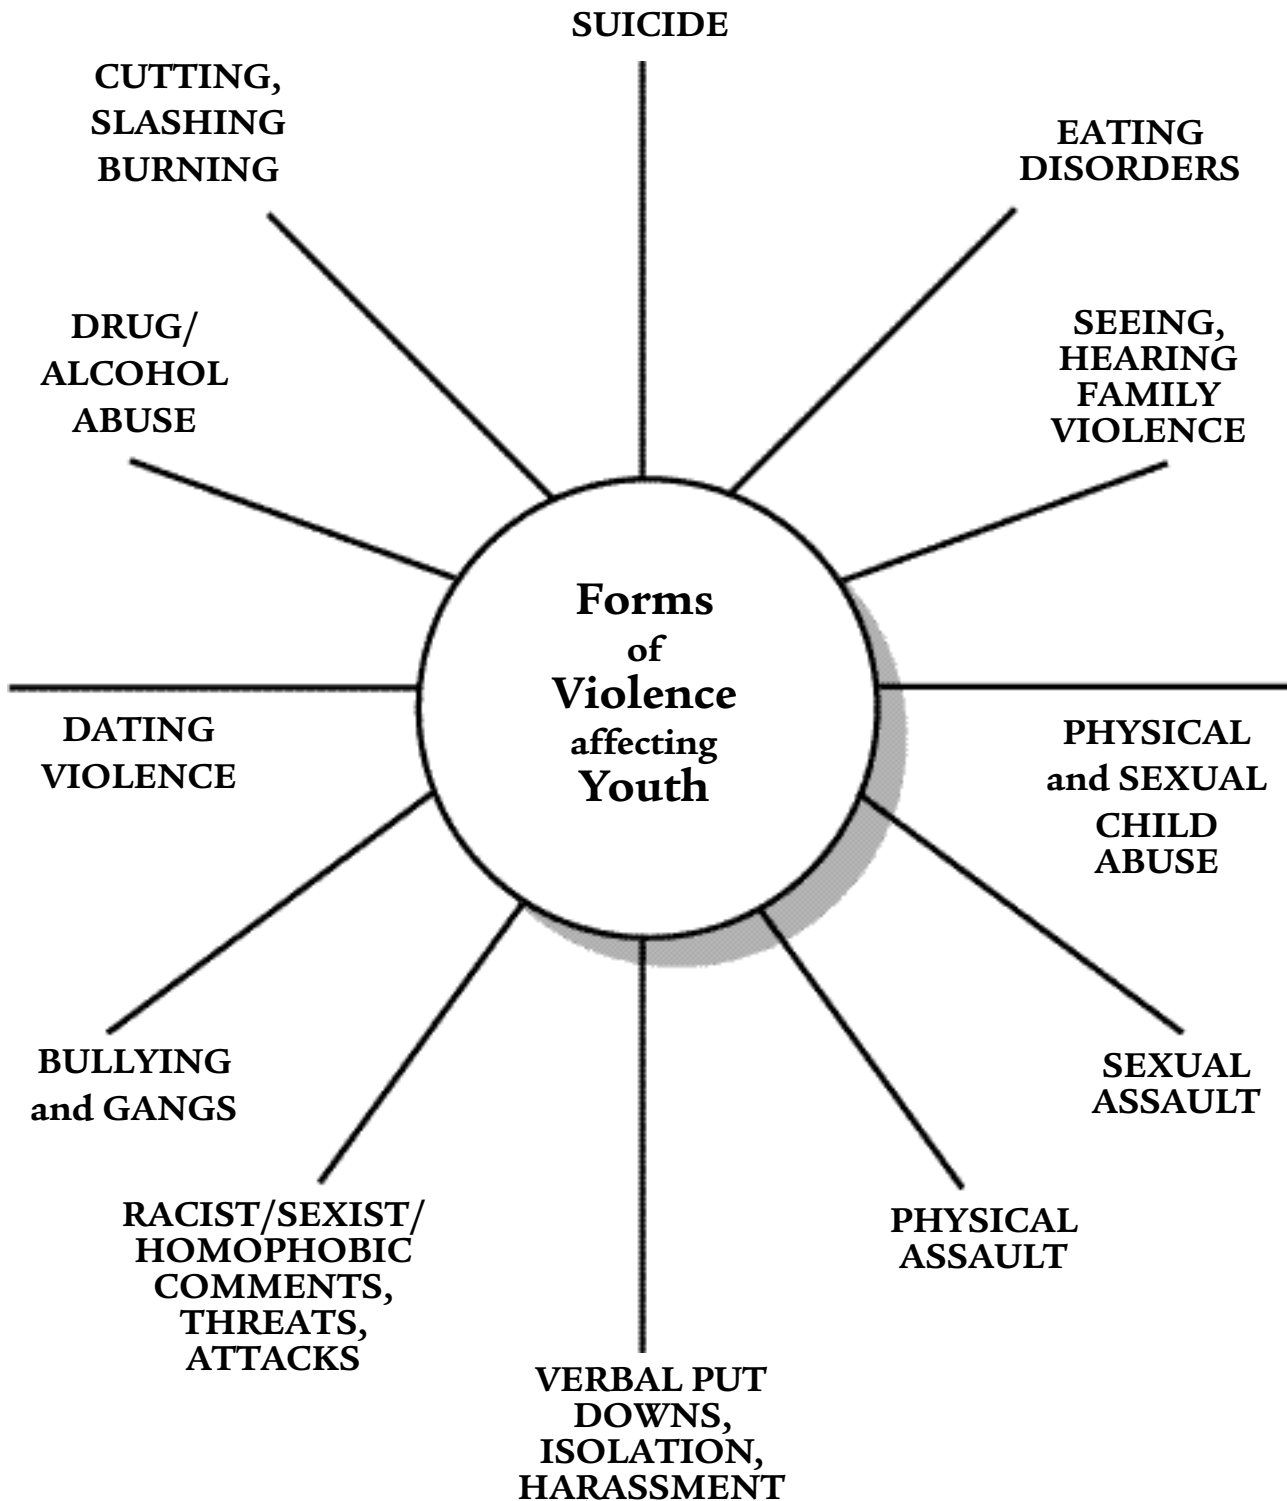 SUICIDE
CUTTING,
SLASHING
BURNING
EATING
DISORDERS
DRUG/
ALCOHOL
ABUSE
SEEING,
HEARING
FAMILY
VIOLENCE
Forms
of
Violence
affecting
Youth
DATING
VIOLENCE
PHYSICAL
and SEXUAL
CHILD
ABUSE
BULLYING
and GANGS
SEXUAL
ASSAULT
RACIST/SEXIST/
HOMOPHOBIC
COMMENTS,
THREATS,
ATTACKS
PHYSICAL
ASSAULT
VERBAL PUT
DOWNS,
ISOLATION,
HARASSMENT